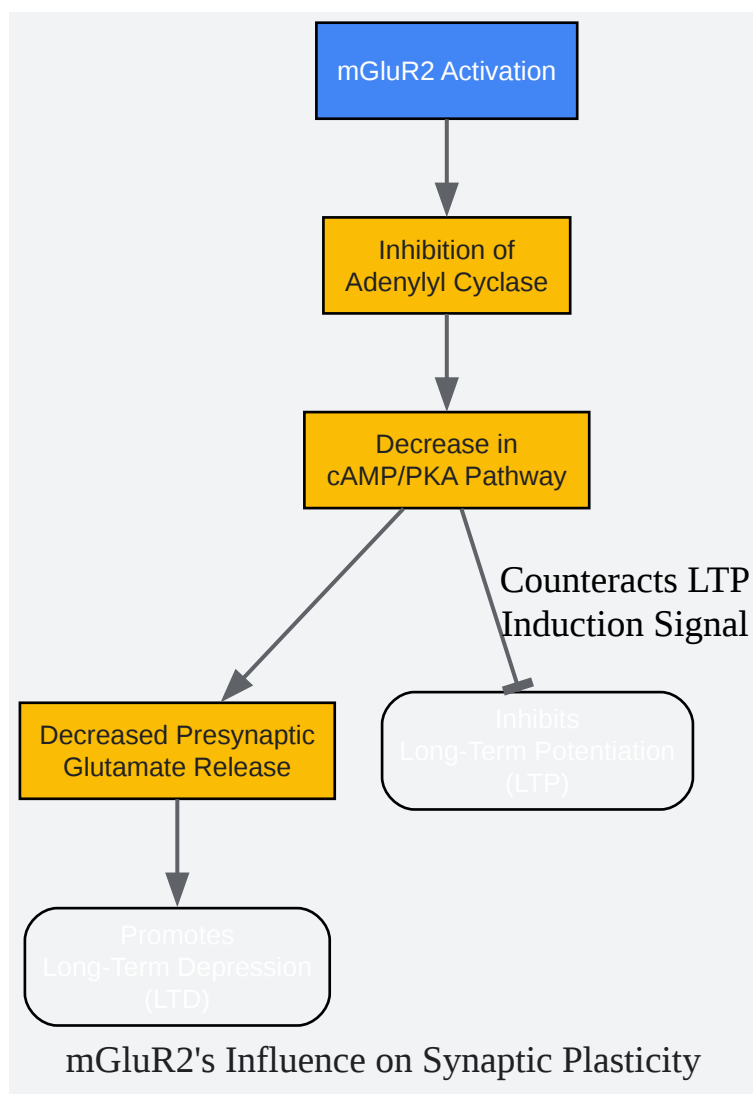 mGluR2 Activation
Inhibition of
Adenylyl Cyclase
Decrease in
cAMP/PKA Pathway
Counteracts LTP
Induction Signal
Decreased Presynaptic
Glutamate Release
Inhibits
Long-Term Potentiation
(LTP)
Promotes
Long-Term Depression
(LTD)
mGluR2's Influence on Synaptic Plasticity